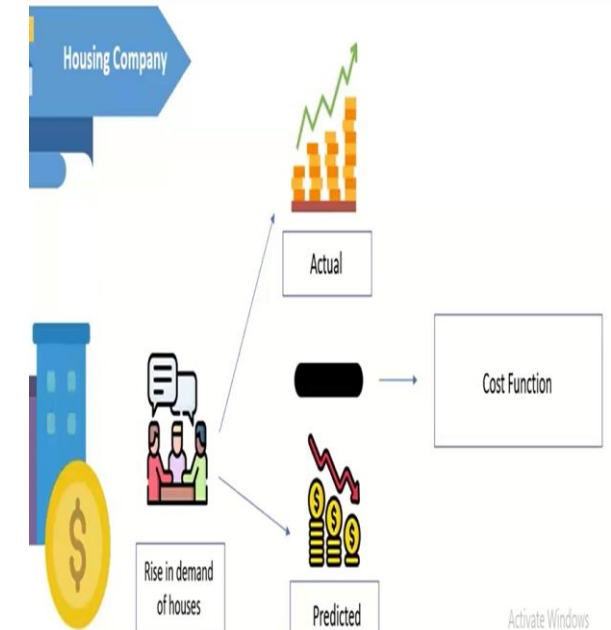 Housing Company
Actual
Cost Function
Rise in demand
of houses
Predicted
Activate Windows